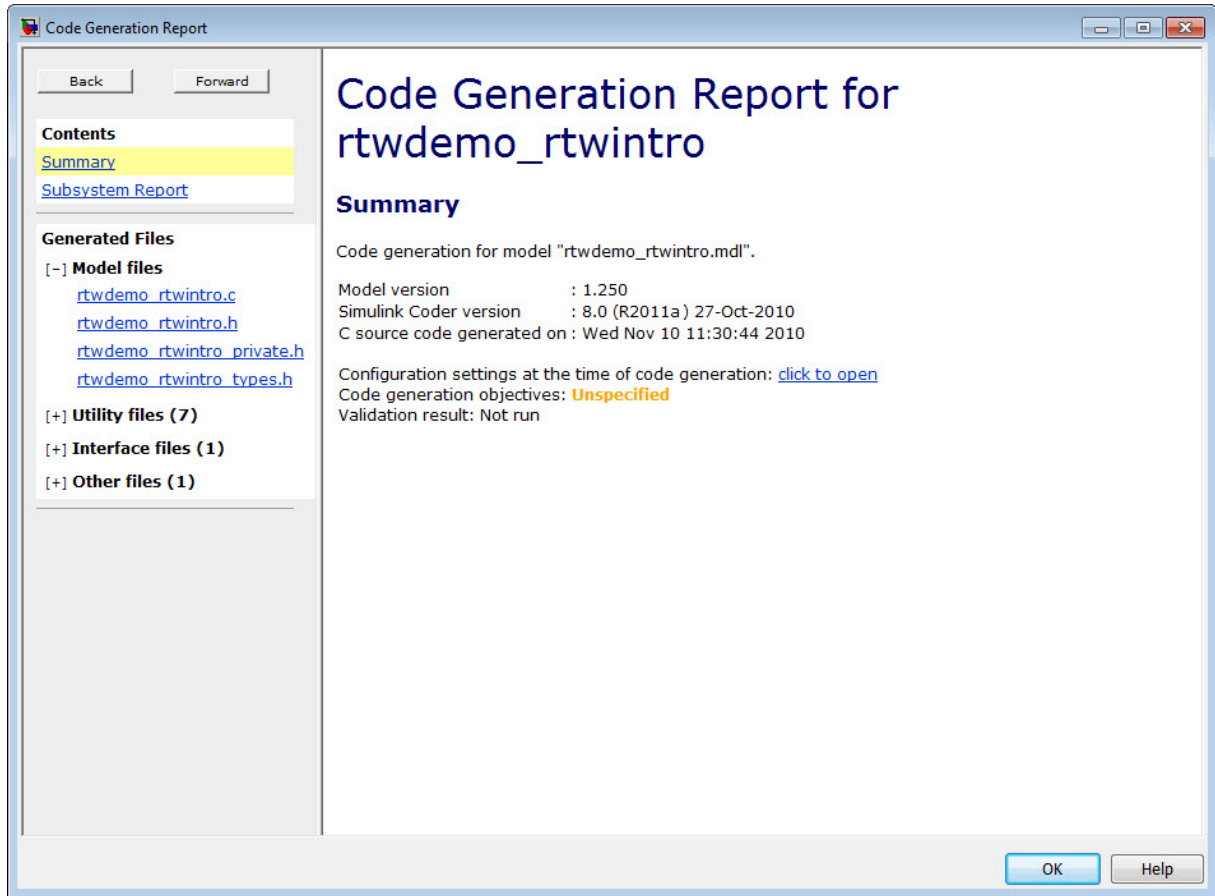 Code Generation Report
Back Forward
Contents
Summary
Subsystem Report
Generated Files
[-] Model files
rtwdemo_rtwintro.c
rtwdemo_rtwintro.h
rtwdemo_rtwintro_private.h
rtwdemo_rtwintro_types.h
[+] Utility files (7)
[+] Interface files (1)
[+] Other files (1)
Code Generation Report for
rtwdemo_rtwintro
Summary
Code generation for model "rtwdemo_rtwintro.mdl".
Model version : 1.250
Simulink Coder version : 8.0 (R2011a) 27-Oct-2010
C source code generated on : Wed Nov 10 11:30:44 2010
Configuration settings at the time of code generation: click to open
Code generation objectives: Unspecified
Validation result: Not run
OK Help